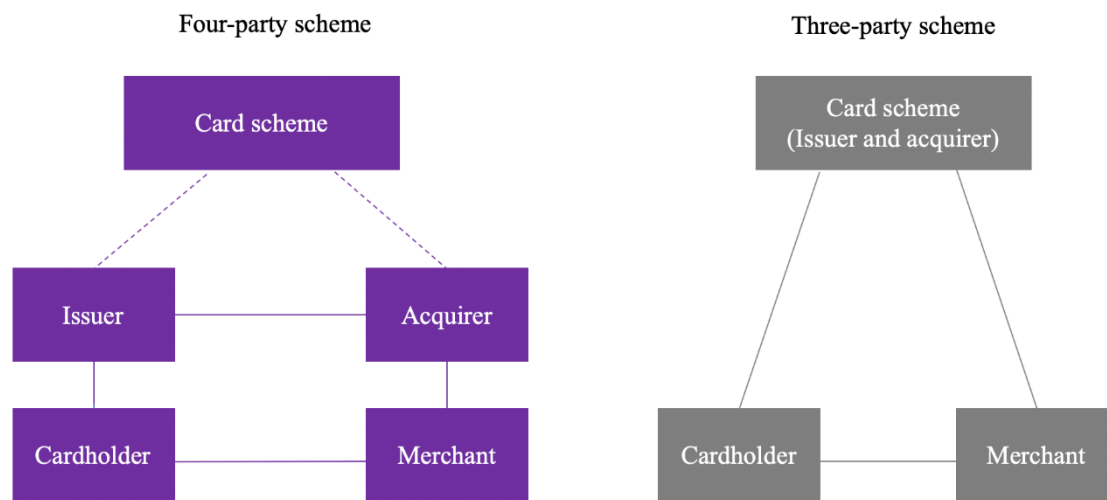 Four-party scheme
Card scheme
Issuer
Acquirer
Cardholder
Merchant
Three-party scheme
Card scheme
(Issuer and acquirer)
Cardholder
Merchant